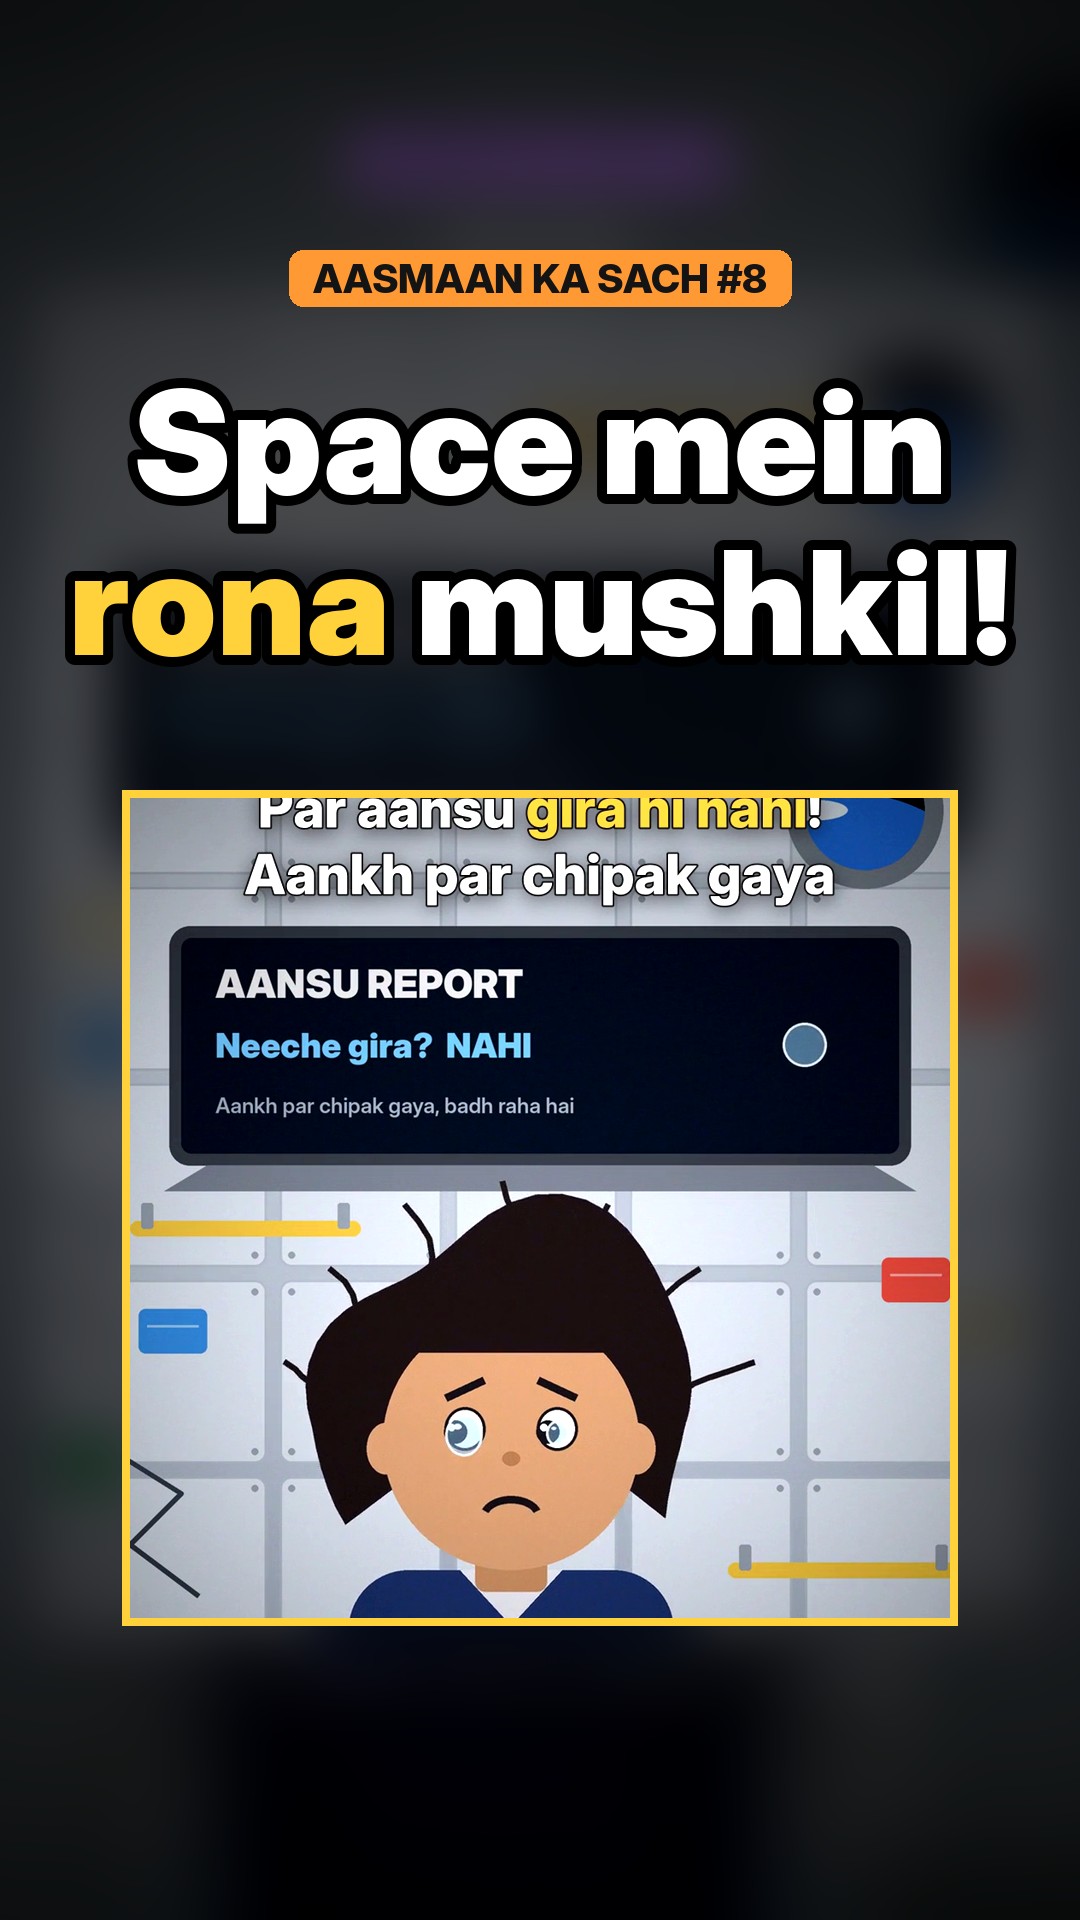 AASMAAN KA SACH #8
Space mein
rona mushkil!
Par aansu gira hi nahi!
Aankh par chipak gaya
AANSU REPORT
Neeche gira? NAHI
Aankh par chipak gaya, badh raha hai